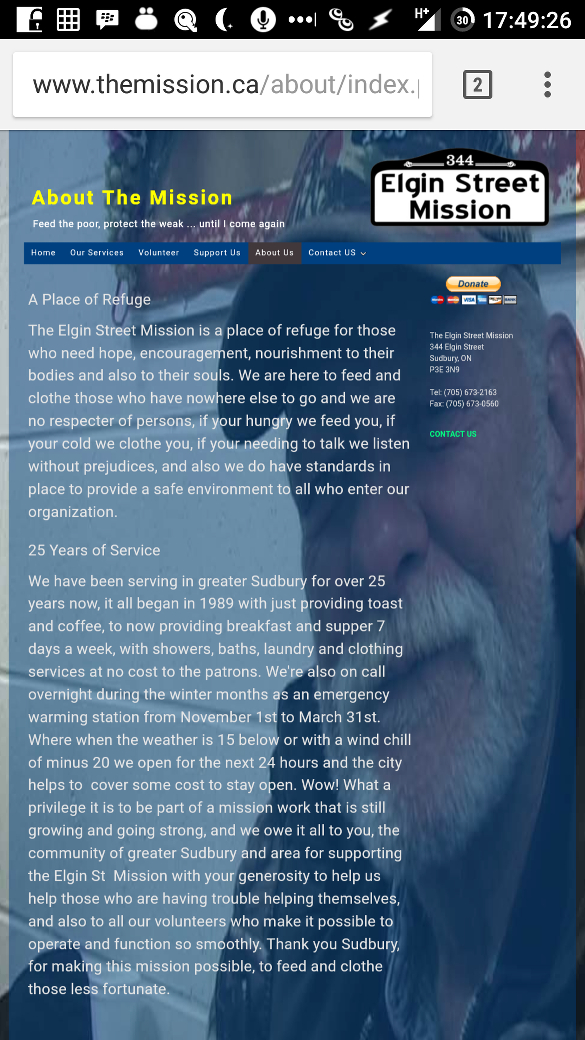 H+
30
17:49:26
www.themission.ca/about/index.
2
1990
344
Elgin Street
Mission
About The Mission
Feed the poor, protect the weak ... until I come again
Home Our Services Volunteer Support Us About Us Contact US
Donate
VISA
A Place of Refuge
The Elgin Street Mission is a place of refuge for those
who need hope, encouragement, nourishment to their
bodies and also to their souls. We are here to feed and
clothe those who have nowhere else to go and we are
no respecter of persons, if your hungry we feed you, if
your cold we clothe you, if your needing to talk we listen
without prejudices, and also we do have standards in
place to provide a safe environment to all who enter our
organization.
25 Years of Service
We have been serving in greater Sudbury for over 25
years now, it all began in 1989 with just providing toast
and coffee, to now providing breakfast and supper 7
days a week, with showers, baths, laundry and clothing
services at no cost to the patrons. We're also on call
overnight during the winter months as an emergency
warming station from November 1st to March 31st.
Where when the weather is 15 below or with a wind chill
of minus 20 we open for the next 24 hours and the city
helps to  cover some cost to stay open. Wow! What a
privilege it is to be part of a mission work that is still
growing and going strong, and we owe it all to you, the
community of greater Sudbury and area for supporting
the Elgin St  Mission with your generosity to help us
help those who are having trouble helping themselves,
and also to all our volunteers who make it possible to
operate and function so smoothly. Thank you Sudbury,
for making this mission possible, to feed and clothe
those less fortunate.
The Elgin Street Mission
344 Elgin Street
Sudbury, ON
P3E 3N9
Tel: (705) 673-2163
Fax: (705) 673-0560
CONTACT US